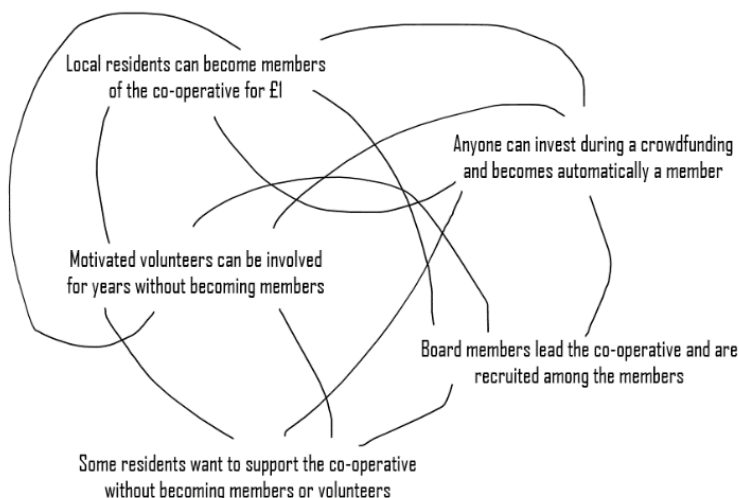 Local residents can become members
of the co-operative for £1
Anyone can invest during a crowdfunding
and becomes automatically a member
Motivated volunteers can be involved
for years without becoming members
Board members lead the co-operative and are
recruited among the members
Some residents want to support the co-operative
without becoming members or volunteers